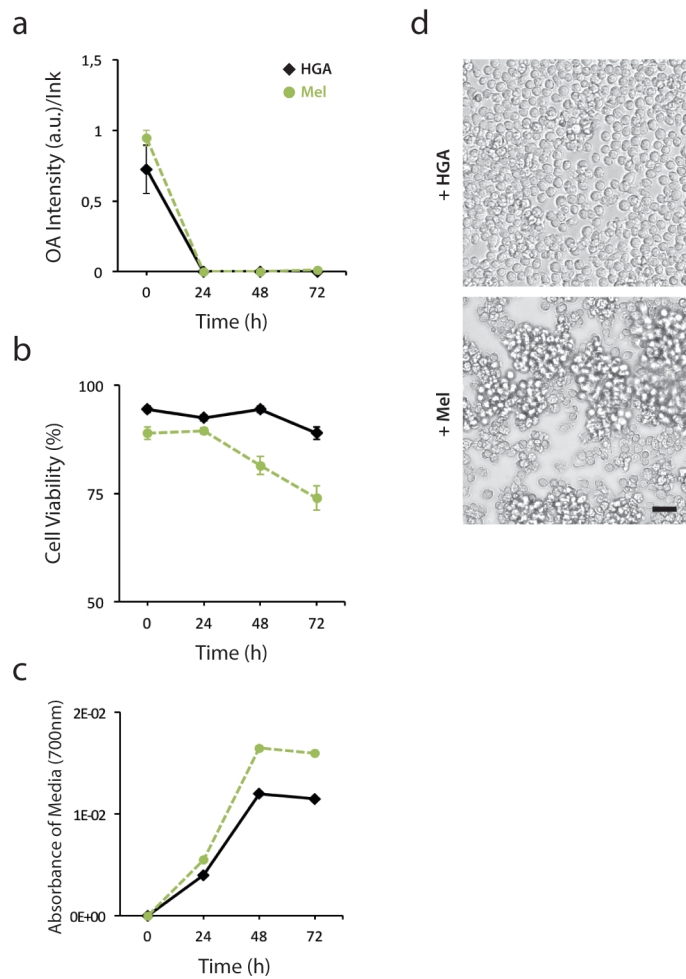 a
OA Intensity (a.u.)/Ink
1,5
1
0,5
0
HGA
Mel
0 24 48 72
Time (h)
b
Cell Viability (%)
100
75
50
0 24 48 72
Time (h)
c
Absorbance of Media (700nm)
2E-02
1E-02
0E+00
0 24 48 72
Time (h)
d
+ HGA
+ Mel